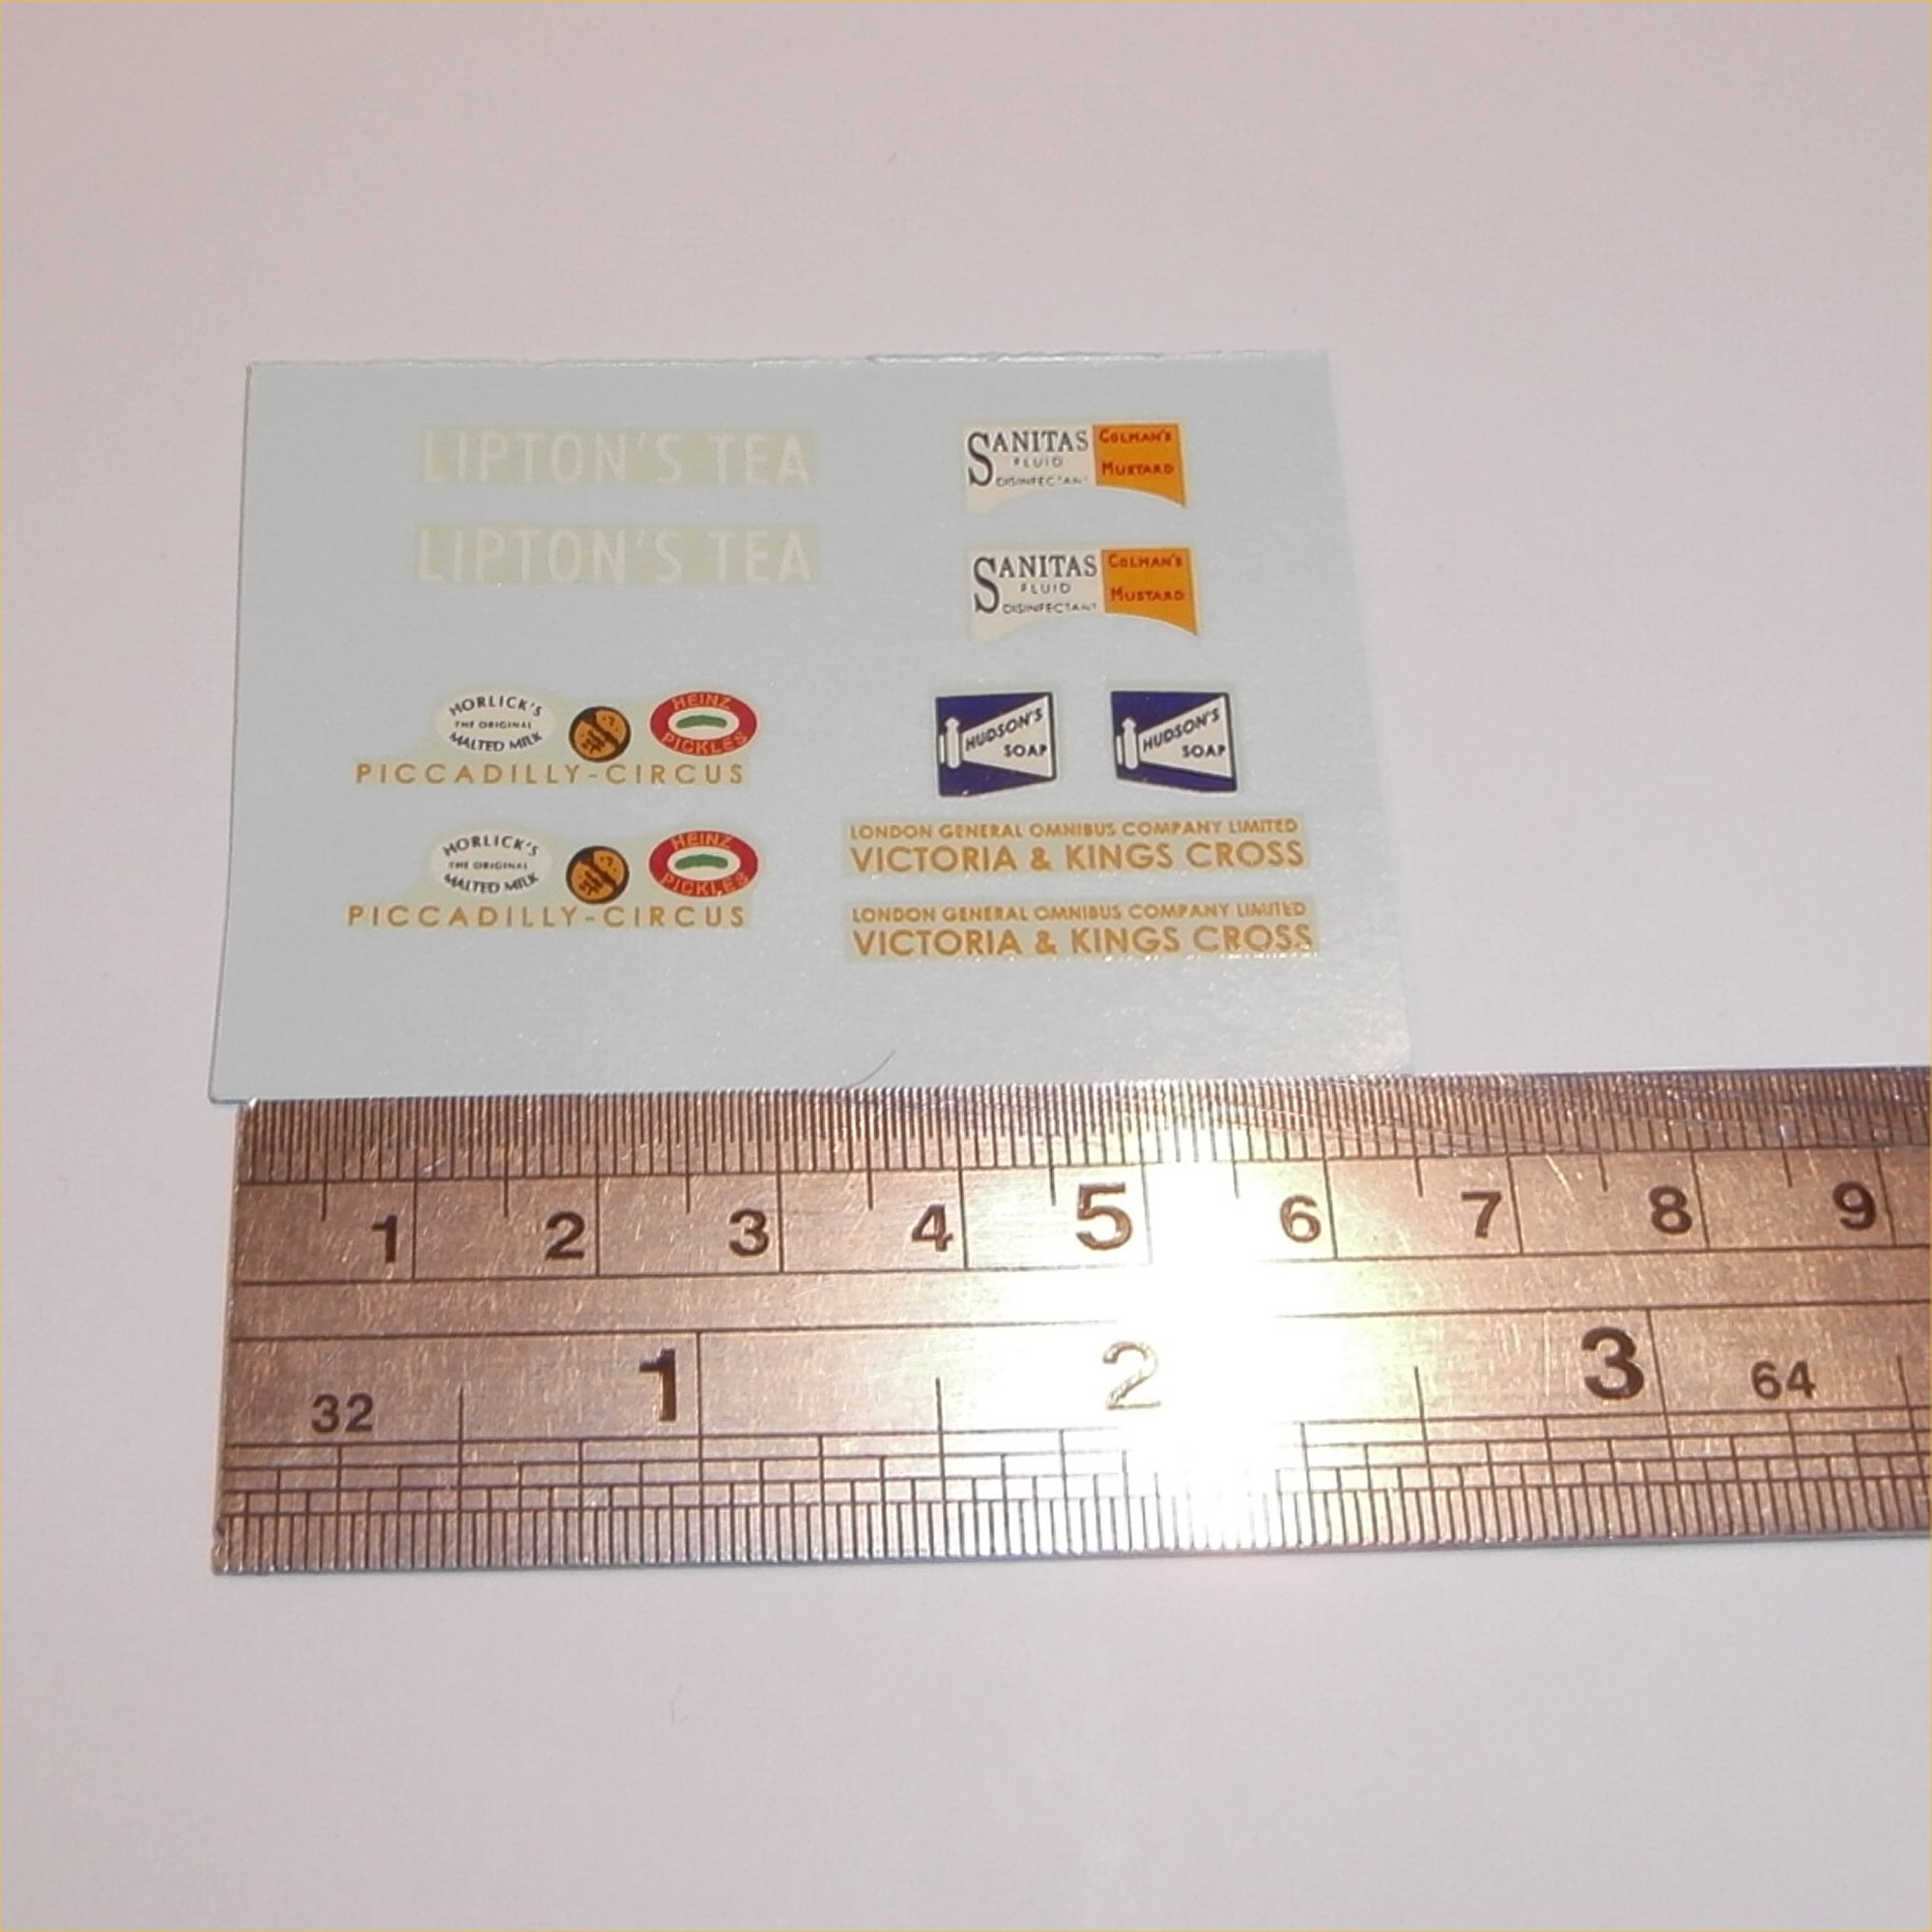 LIPTON'S TEA
LIPTON'S TEA
SANITAS
FLUID
DISINFECTANT
COLMAN'S
MUSTARD
SANITAS
FLUID
DISINFECTANT
COLMAN'S
MUSTARD
HORLICK'S
THE ORIGINAL
MALTED MILK
HEINZ
PICKLES
PICCADILLY-CIRCUS
HORLICK'S
THE ORIGINAL
MALTED MILK
HEINZ
PICKLES
PICCADILLY-CIRCUS
HUDSON'S
SOAP
HUDSON'S
SOAP
LONDON GENERAL OMNIBUS COMPANY LIMITED
VICTORIA & KINGS CROSS
LONDON GENERAL OMNIBUS COMPANY LIMITED
VICTORIA & KINGS CROSS
1 2 3 4 5 6 7 8 9
32 1 2 3 64